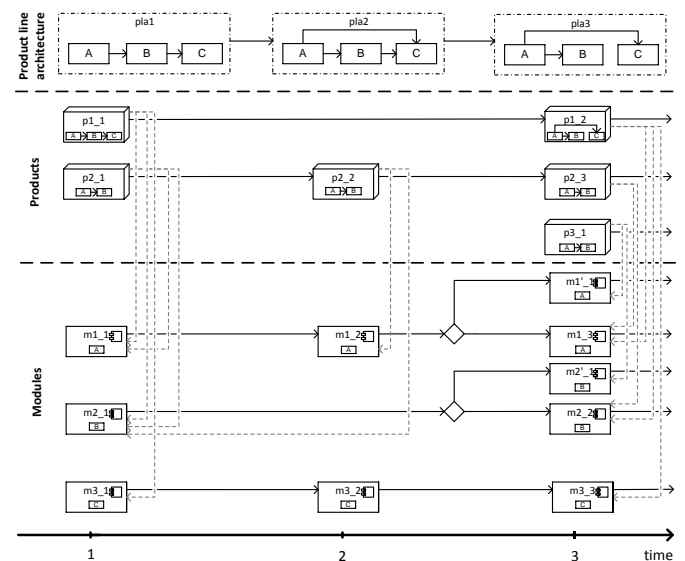 Product line architecture
pla1
A B C
pla2
A B C
pla3
A B C
Products
p1_1
A B C
p1_2
A B C
p2_1
A B
p2_2
A B
p2_3
A B
p3_1
A B
Modules
m1'_1
A
m1_1
A
m1_2
A
m1_3
A
m2'_1
B
m2_1
B
m2_2
B
m3_1
C
m3_2
C
m3_3
C
1 2 3 time